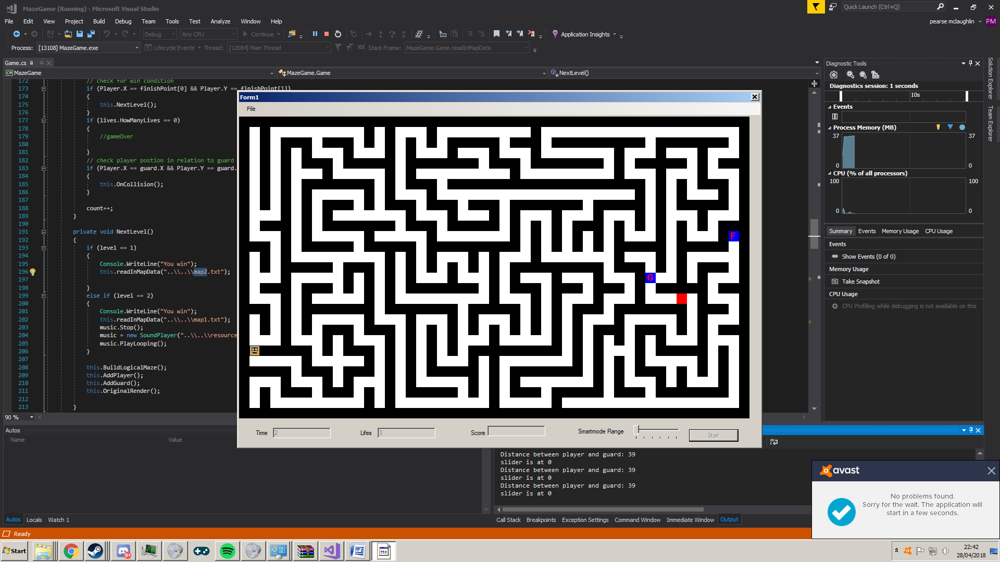 MazeGame (Running) - Microsoft Visual Studio
Quick Launch (Ctrl+Q)
File Edit View Project Build Debug Team Tools Test Analyze Window Help
pearse mclaughlin PM
Debug Any CPU Continue Application Insights
Process: [13108] MazeGame.exe Lifecycle Events Thread: [12084] Main Thread Stack Frame: MazeGame.Game.readInMapData
Game.cs
MazeGame MazeGame.Game NextLevel()
172 // check for win condition
173 if (Player.X == finishPoint[0] && Player.Y == finishPoint[1])
174 {
175 this.NextLevel();
176 }
177 if (lives.HowManyLives == 0)
178 {
179 //gameOver
180
181 }
182 // check player postion in relation to guard
183 if (Player.X == guard.X && Player.Y == guard.
184 {
185 this.OnCollision();
186 }
187
188 count++;
189 }
190
191 private void NextLevel()
192 {
193 if (level == 1)
194 {
195 Console.WriteLine("You win");
196 this.readInMapData("..\\..\\map2.txt");
197
198 }
199 else if (level == 2)
200 {
201 Console.WriteLine("You win");
202 this.readInMapData("..\\..\\map1.txt");
203 music.Stop();
204 music = new SoundPlayer("..\\..\\resource
205 music.PlayLooping();
206 }
207
208 this.BuildLogicalMaze();
209 this.AddPlayer();
210 this.AddGuard();
211 this.OriginalRender();
212
213 }
90 %
Form1
File
F
G
Time 2 Lifes 3 Score Smartmode Range Start
Diagnostic Tools
Diagnostics session: 1 seconds
10s
Events
Process Memory (MB)
37 37
0 0
CPU (% of all processors)
100 100
0 0
Summary Events Memory Usage CPU Usage
Events
Show Events (0 of 0)
Memory Usage
Take Snapshot
CPU Usage
CPU Profiling while debugging is not available on this
Solution Explorer
Team Explorer
Autos
Name Value
Autos Locals Watch 1
Distance between player and guard: 39
slider is at 0
Distance between player and guard: 39
slider is at 0
Distance between player and guard: 39
slider is at 0
Call Stack Breakpoints Exception Settings Command Window Immediate Window Output
avast
No problems found.
Sorry for the wait. The application will
start in a few seconds.
Ready
Start
9+
22:42
28/04/2018